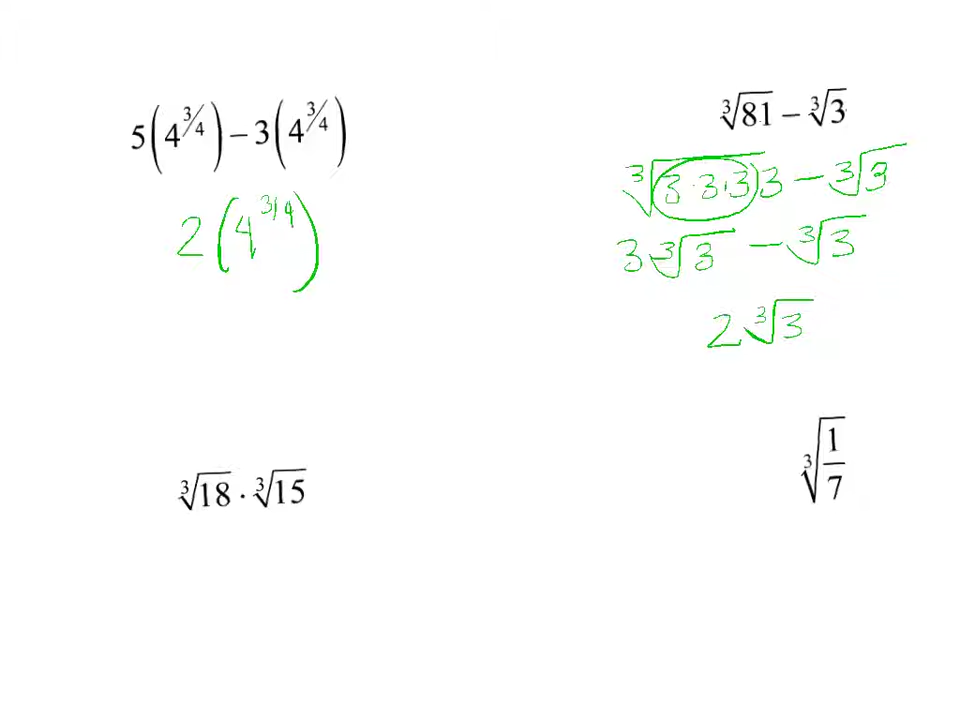 5(4^{3/4}) – 3(4^{3/4})
2(4^{3/4})
∛81 – ∛3
∛(3·3·3)3 – ∛3
3∛3 – ∛3
2∛3
∛18 · ∛15
∛(1/7)